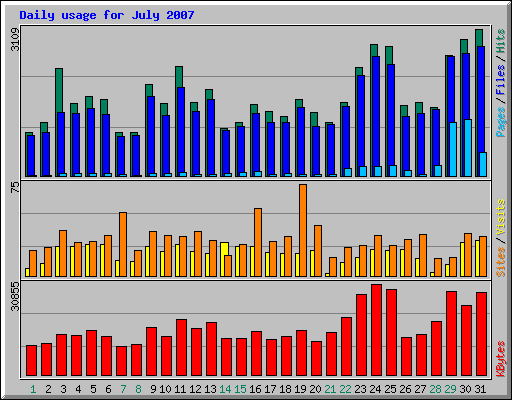 Daily usage for July 2007
3109
Pages / Files / Hits
75
Sites / Visits
30855
KBytes
1 2 3 4 5 6 7 8 9 10 11 12 13 14 15 16 17 18 19 20 21 22 23 24 25 26 27 28 29 30 31